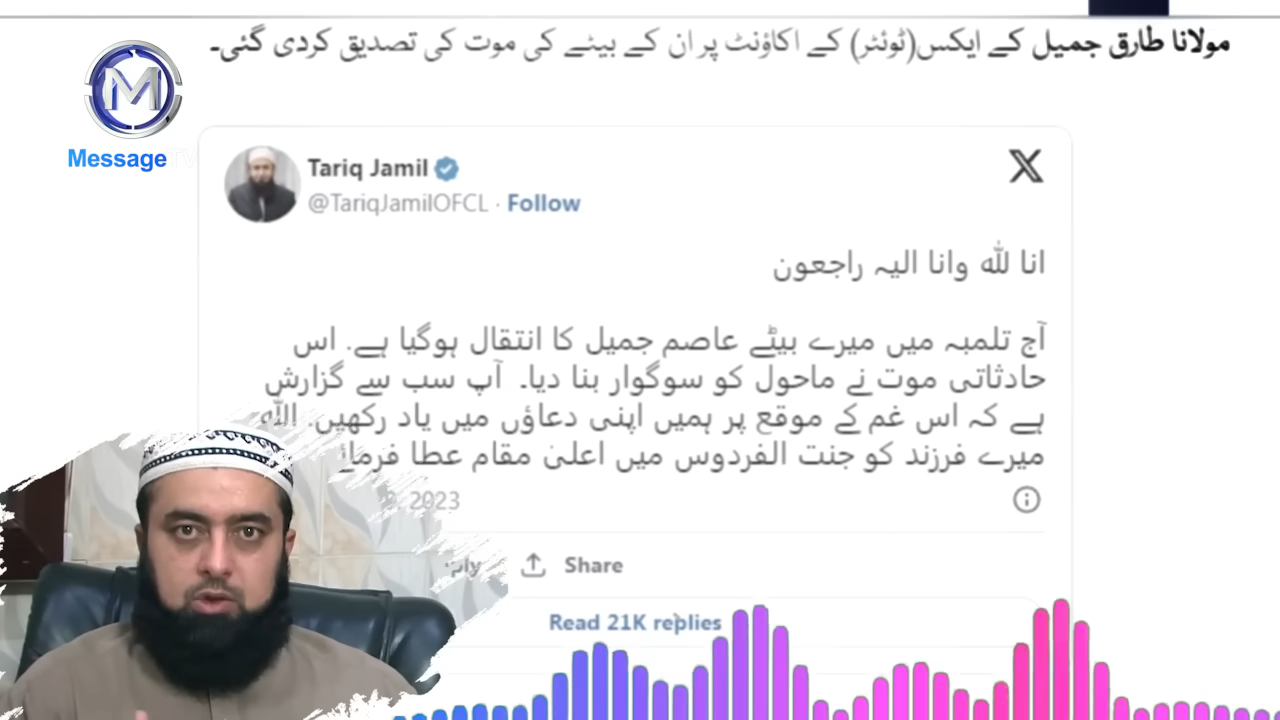 مولانا طارق جمیل کے ایکس(ٹوئٹر) کے اکاؤنٹ پر ان کے بیٹے کی موت کی تصدیق کردی گئی۔
M
Message TV
Tariq Jamil
@TariqJamilOFCL · Follow
انا للہ وانا الیہ راجعون
آج تلمبہ میں میرے بیٹے عاصم جمیل کا انتقال ہوگیا ہے. اس
حادثاتی موت نے ماحول کو سوگوار بنا دیا۔ آپ سب سے گزارش
ہے کہ اس غم کے موقع پر ہمیں اپنی دعاؤں میں یاد رکھیں. اللہ
میرے فرزند کو جنت الفردوس میں اعلیٰ مقام عطا فرمائے
2023
Share
Read 21K replies